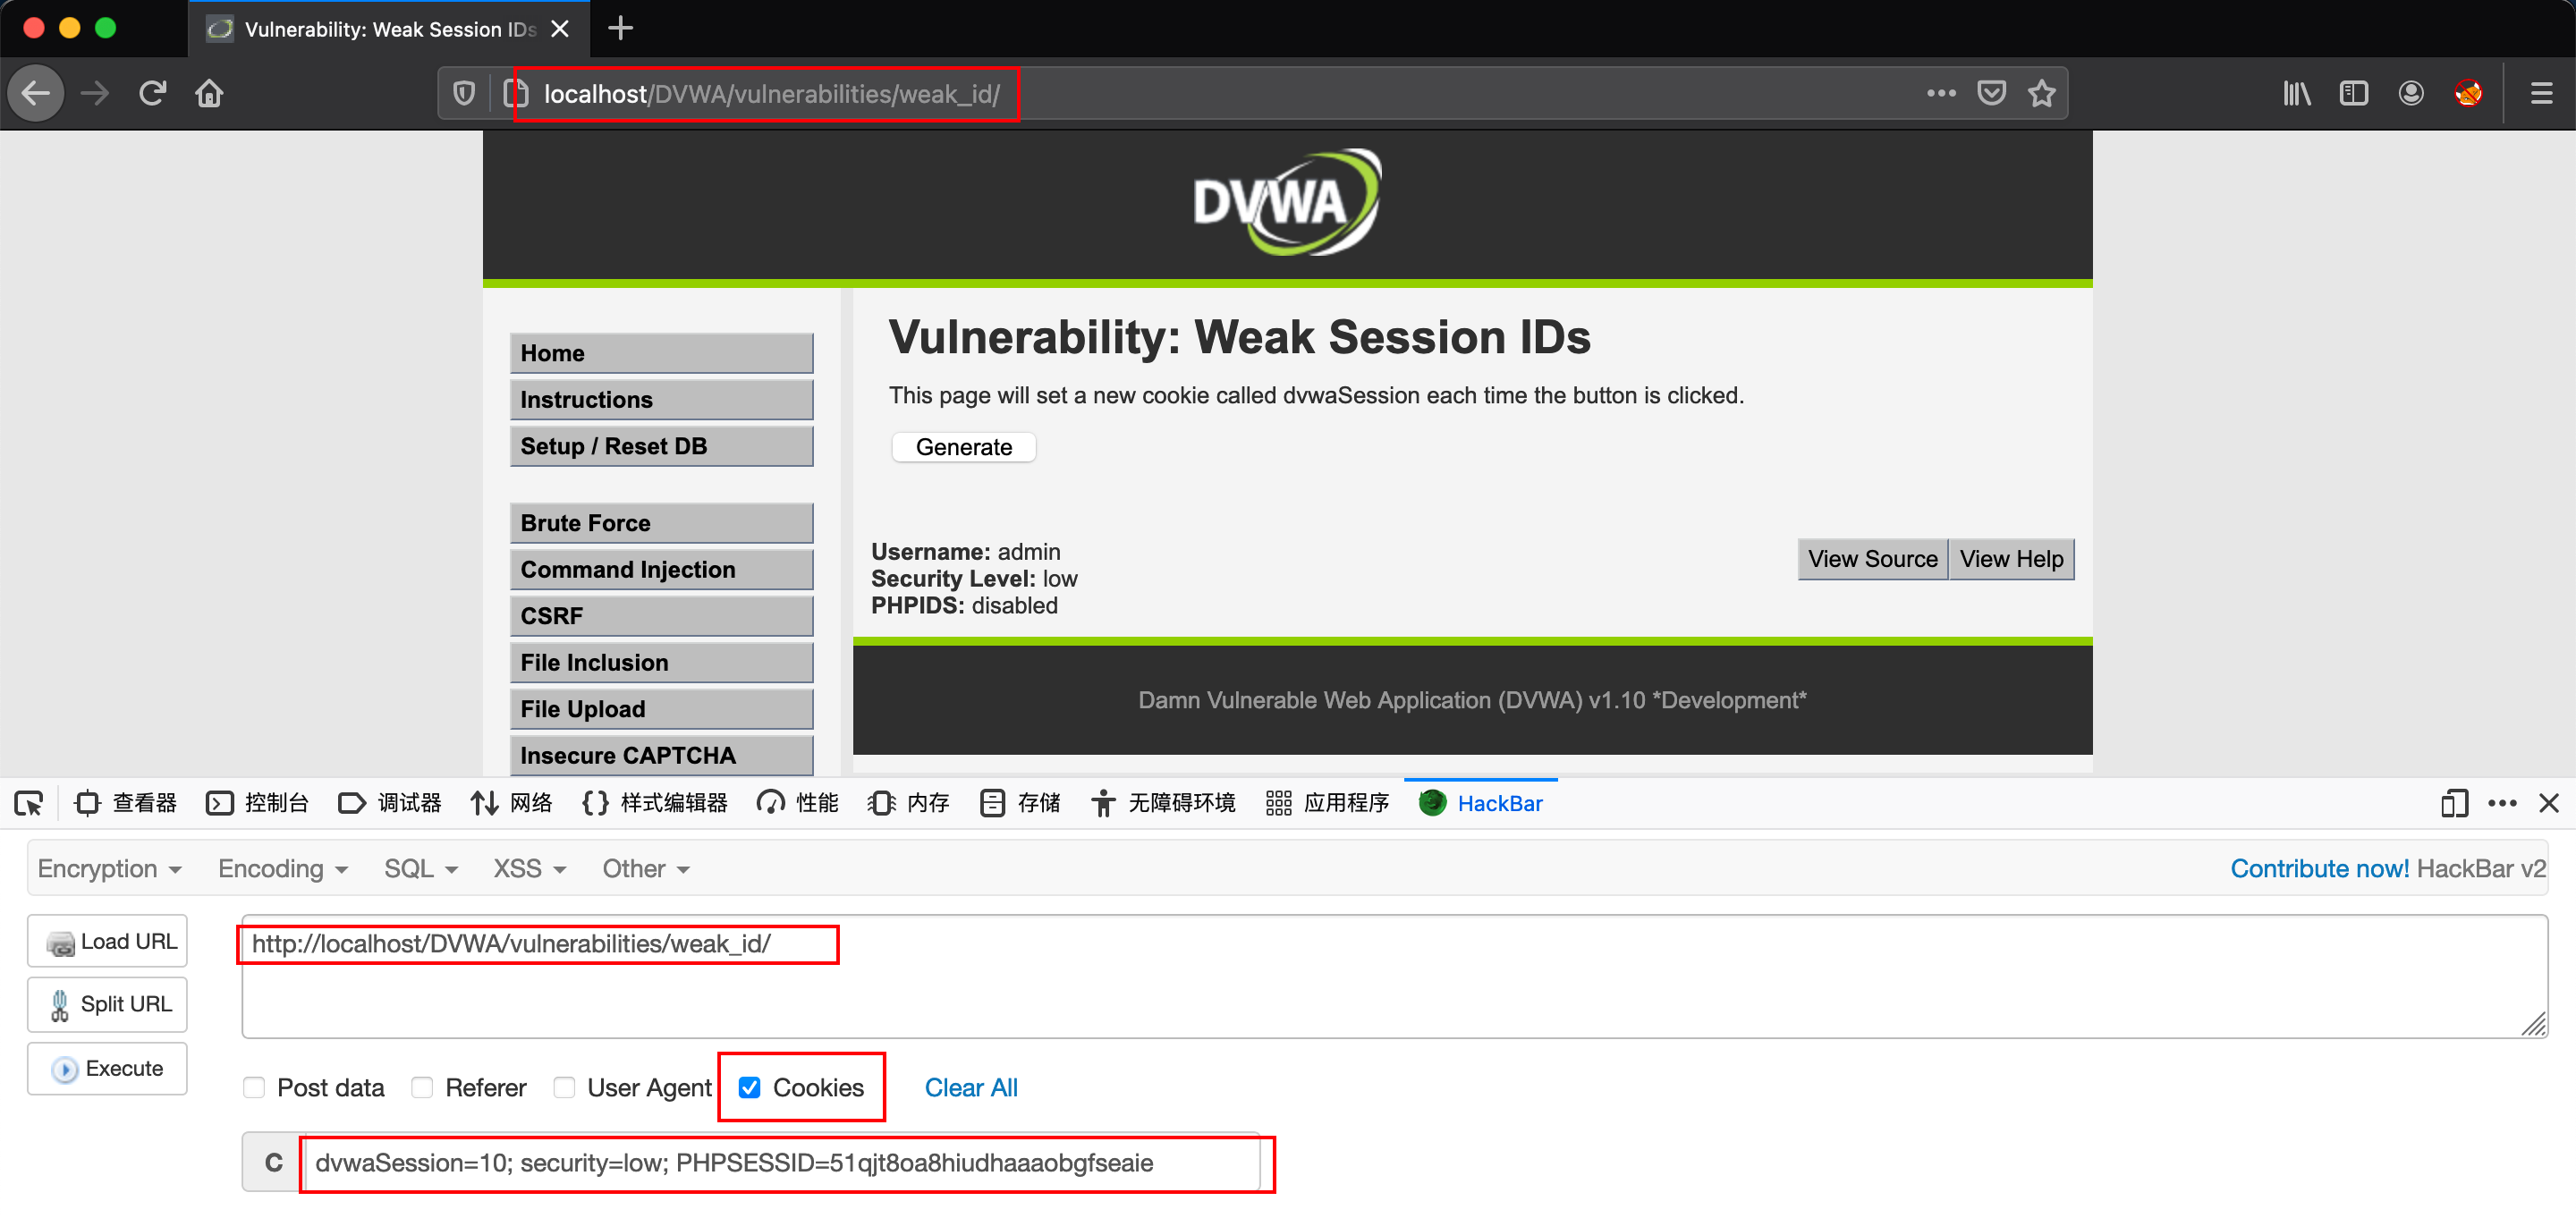 Vulnerability: Weak Session IDs
localhost/DVWA/vulnerabilities/weak_id/
DVWA
Home
Instructions
Setup / Reset DB
Brute Force
Command Injection
CSRF
File Inclusion
File Upload
Insecure CAPTCHA
Vulnerability: Weak Session IDs
This page will set a new cookie called dvwaSession each time the button is clicked.
Generate
Username: admin
Security Level: low
PHPIDS: disabled
View Source View Help
Damn Vulnerable Web Application (DVWA) v1.10 *Development*
查看器 控制台 调试器 网络 样式编辑器 性能 内存 存储 无障碍环境 应用程序 HackBar
Encryption Encoding SQL XSS Other Contribute now! HackBar v2
Load URL
Split URL
Execute
http://localhost/DVWA/vulnerabilities/weak_id/
Post data Referer User Agent Cookies Clear All
C dvwaSession=10; security=low; PHPSESSID=51qjt8oa8hiudhaaaobgfseaie